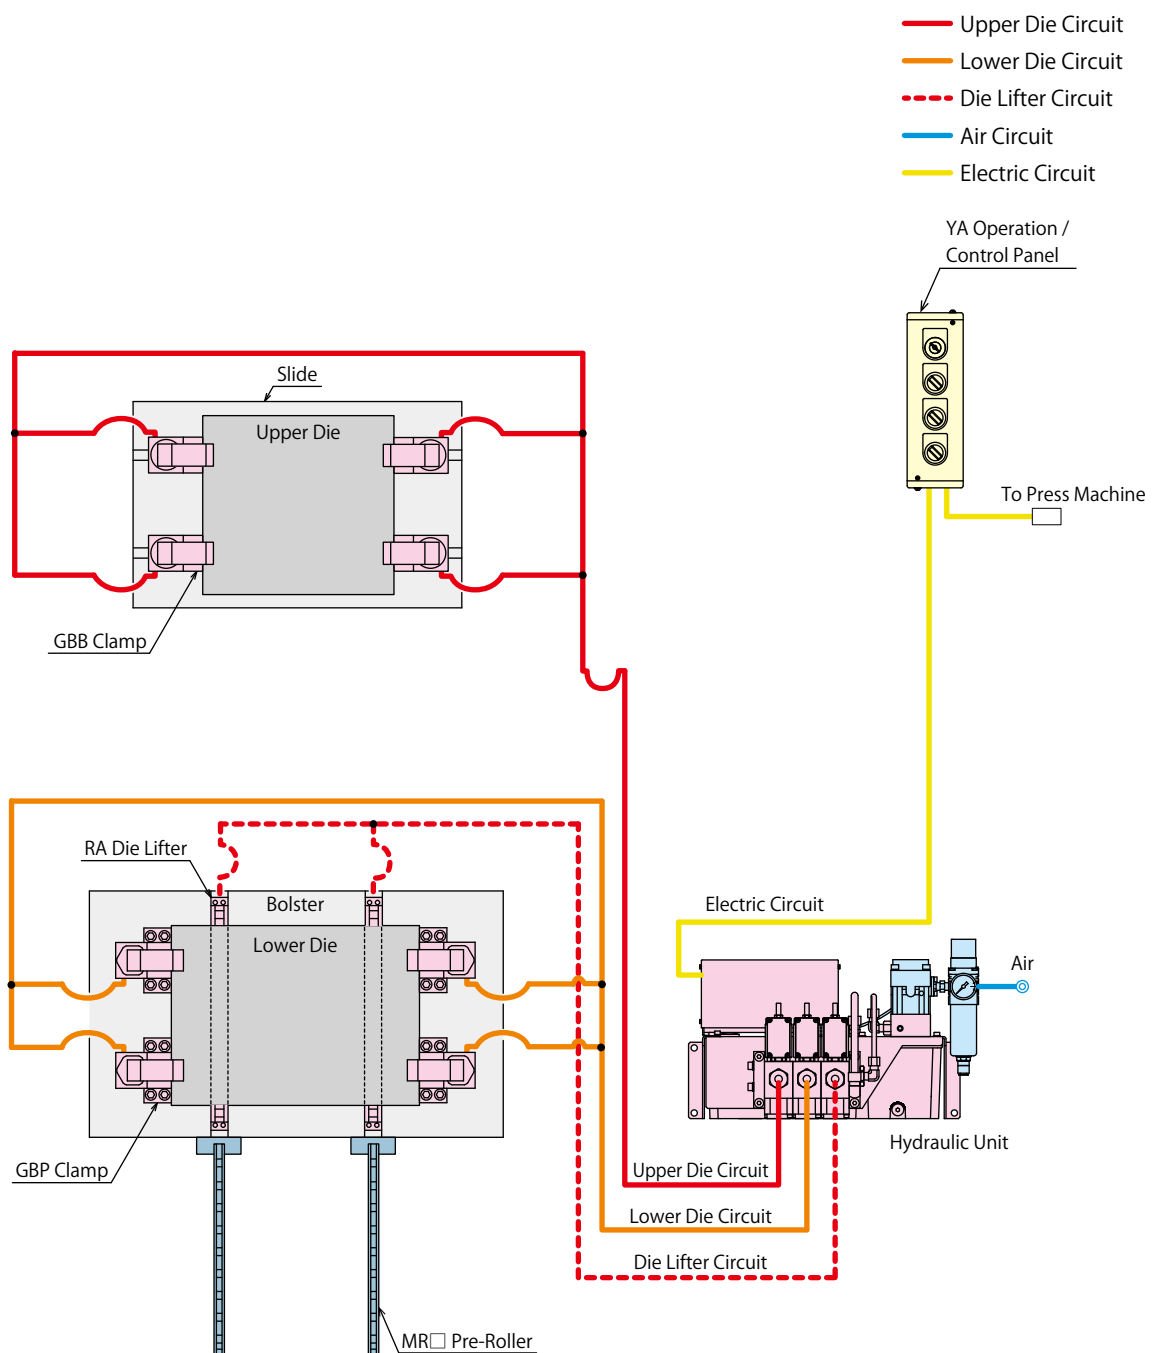 Upper Die Circuit
Lower Die Circuit
Die Lifter Circuit
Air Circuit
Electric Circuit
YA Operation /
Control Panel
To Press Machine
Slide
Upper Die
GBB Clamp
RA Die Lifter
Bolster
Lower Die
GBP Clamp
Electric Circuit
Air
Hydraulic Unit
Upper Die Circuit
Lower Die Circuit
Die Lifter Circuit
MR□ Pre-Roller